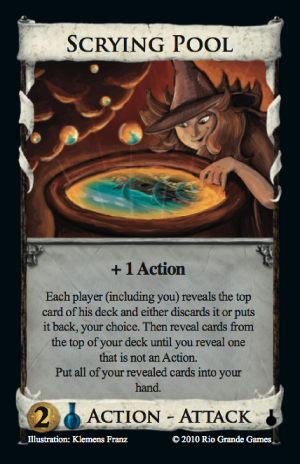 SCRYING POOL
+ 1 Action
Each player (including you) reveals the top
card of his deck and either discards it or puts
it back, your choice. Then reveal cards from
the top of your deck until you reveal one
that is not an Action.
Put all of your revealed cards into your
hand.
2 ACTION - ATTACK
Illustration: Klemens Franz © 2010 Rio Grande Games